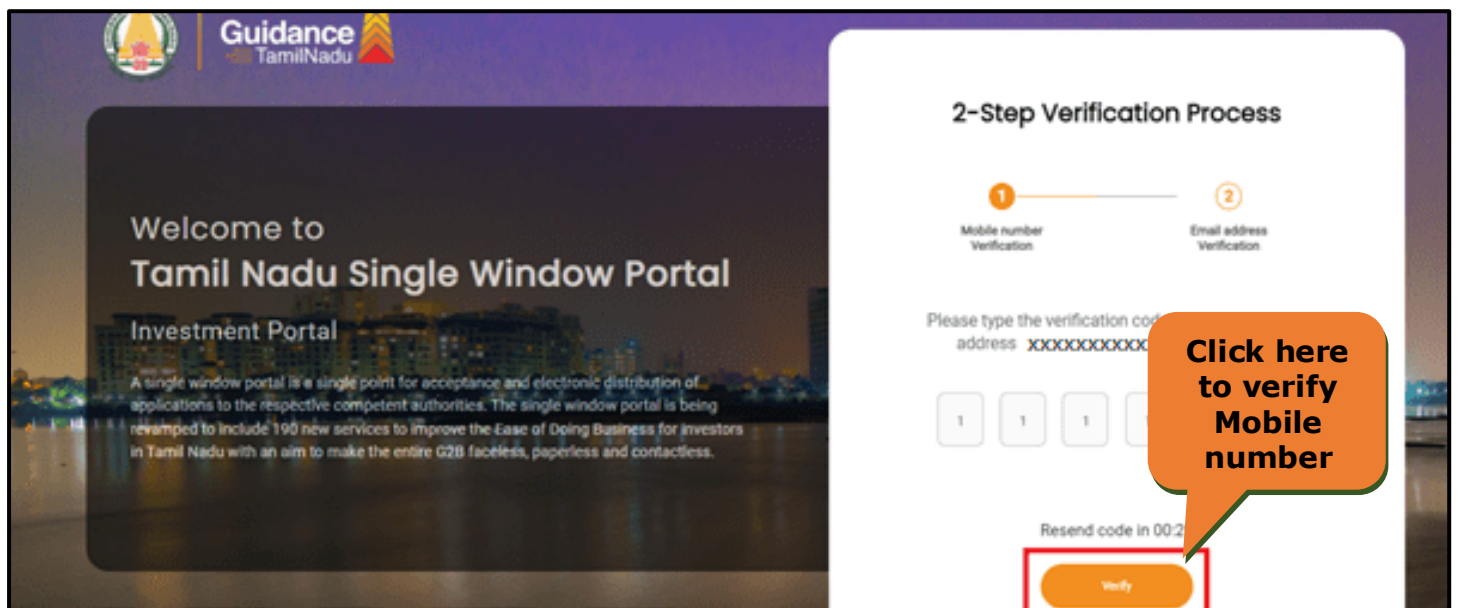 Guidance
TamilNadu
Welcome to
Tamil Nadu Single Window Portal
Investment Portal
A single window portal is a single point for acceptance and electronic distribution of
applications to the respective competent authorities. The single window portal is being
revamped to include 190 new services to improve the Ease of Doing Business for investors
in Tamil Nadu with an aim to make the entire G2B faceless, paperless and contactless.
2-Step Verification Process
1
2
Mobile number
Verification
Email address
Verification
Please type the verification
address XXXXXXXXXX
1 1 1
Click here
to verify
Mobile
number
Resend code in 00:2
Verify